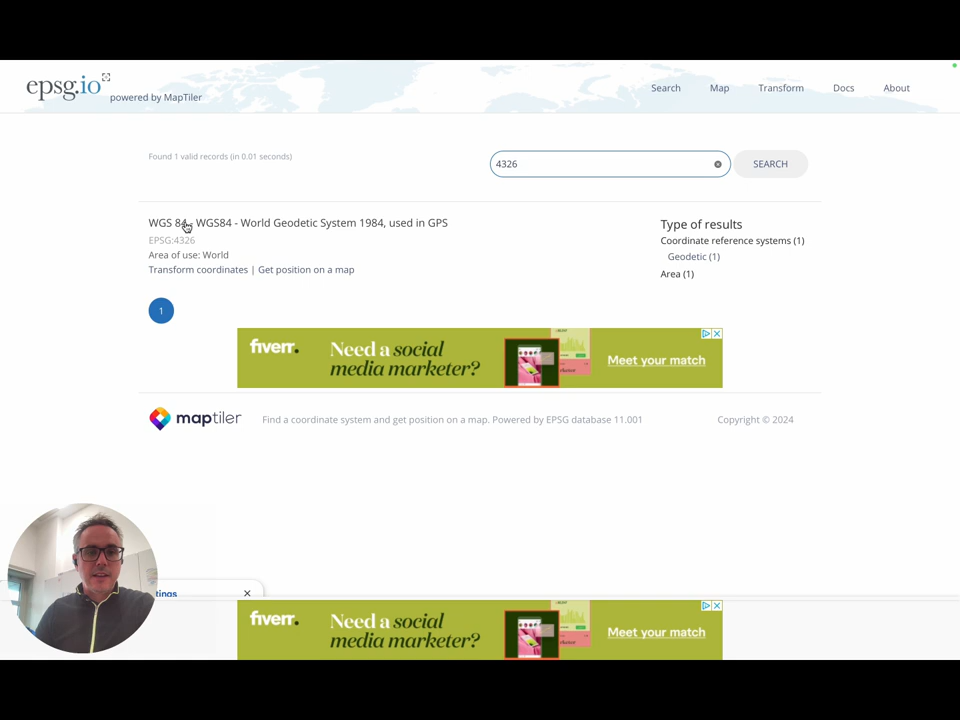 epsg.io
powered by MapTiler
Search
Map
Transform
Docs
About
Found 1 valid records (in 0.01 seconds)
4326
SEARCH
WGS 84 - WGS84 - World Geodetic System 1984, used in GPS
EPSG:4326
Area of use: World
Transform coordinates | Get position on a map
Type of results
Coordinate reference systems (1)
Geodetic (1)
Area (1)
1
fiverr.
Need a social
media marketer?
Meet your match
maptiler
Find a coordinate system and get position on a map. Powered by EPSG database 11.001
Copyright © 2024
tings
fiverr.
Need a social
media marketer?
Meet your match